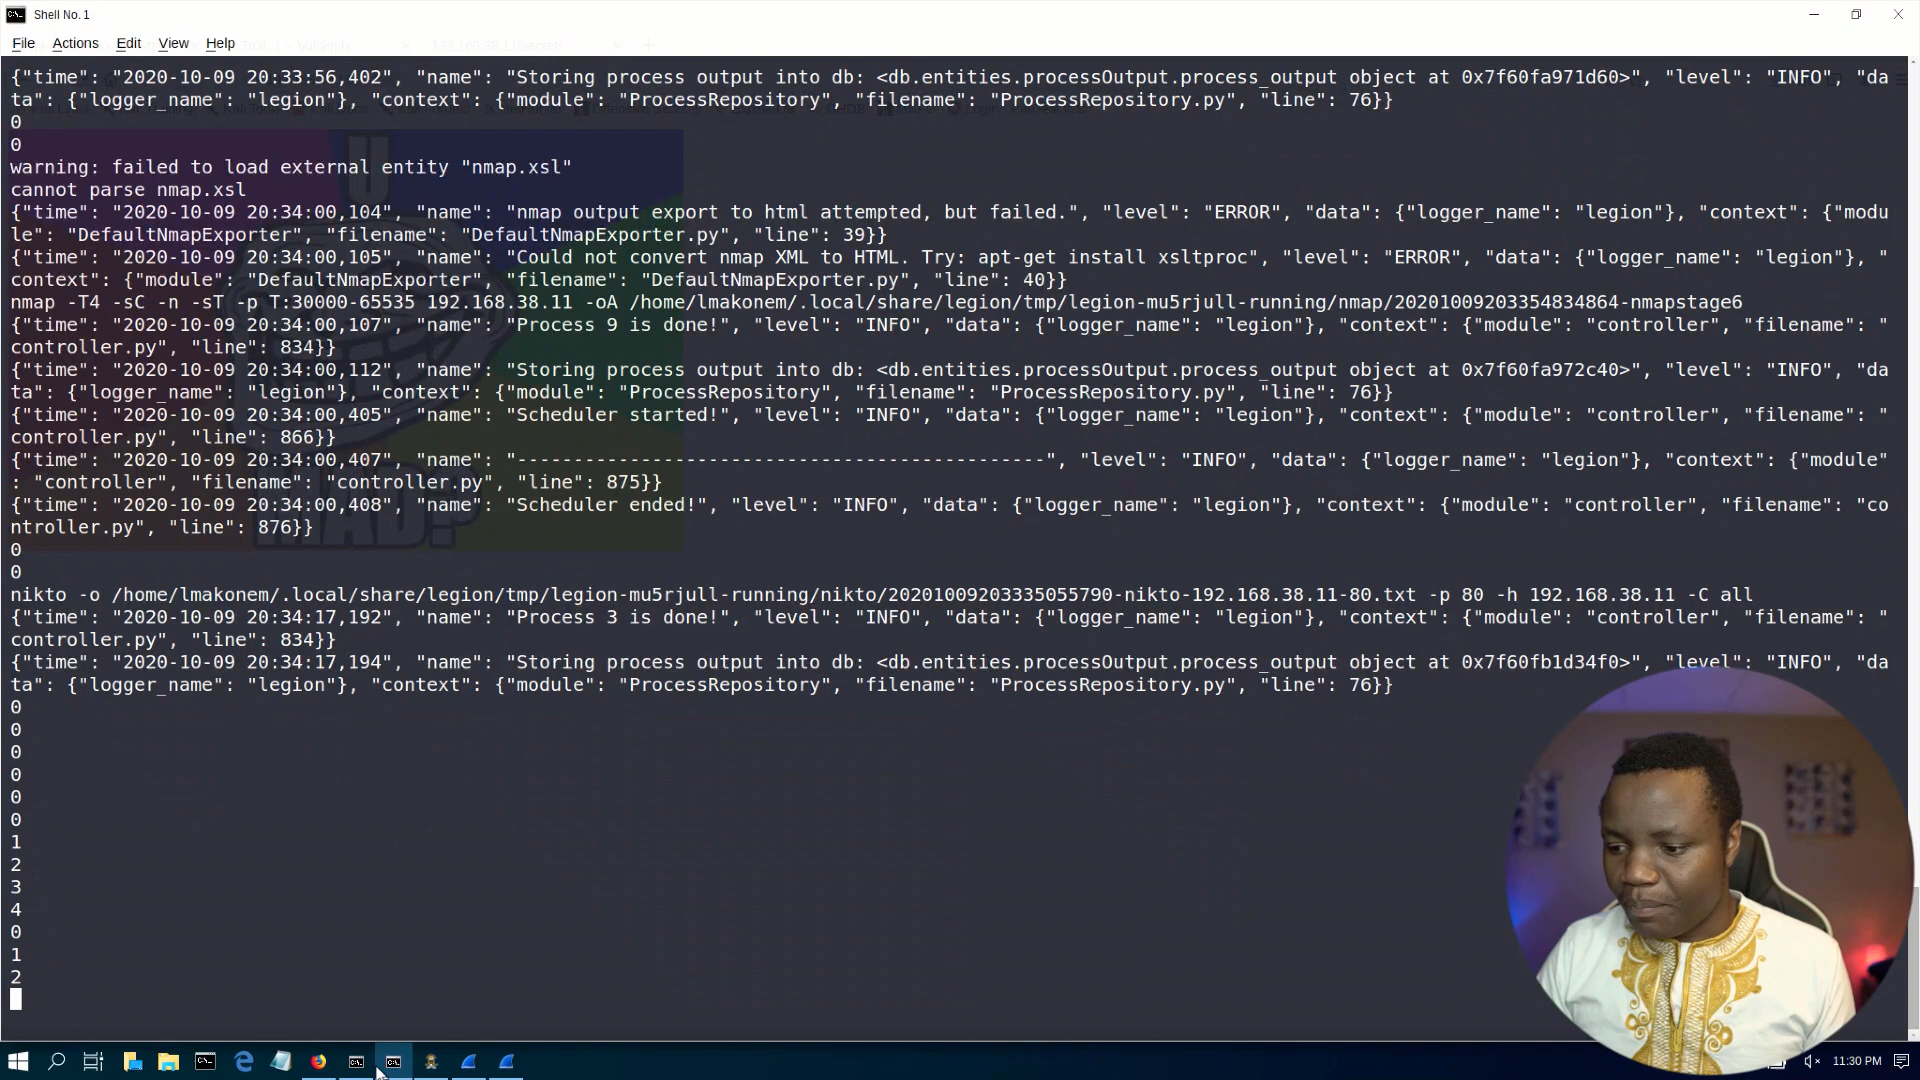 Shell No. 1
File Actions Edit View Help
{"time": "2020-10-09 20:33:56,402", "name": "Storing process output into db: <db.entities.processOutput.process_output object at 0x7f60fa971d60>", "level": "INFO", "da
ta": {"logger_name": "legion"}, "context": {"module": "ProcessRepository", "filename": "ProcessRepository.py", "line": 76}}
0
0
warning: failed to load external entity "nmap.xsl"
cannot parse nmap.xsl
{"time": "2020-10-09 20:34:00,104", "name": "nmap output export to html attempted, but failed.", "level": "ERROR", "data": {"logger_name": "legion"}, "context": {"modu
le": "DefaultNmapExporter", "filename": "DefaultNmapExporter.py", "line": 39}}
{"time": "2020-10-09 20:34:00,105", "name": "Could not convert nmap XML to HTML. Try: apt-get install xsltproc", "level": "ERROR", "data": {"logger_name": "legion"}, "
context": {"module": "DefaultNmapExporter", "filename": "DefaultNmapExporter.py", "line": 40}}
nmap -T4 -sC -n -sT -p T:30000-65535 192.168.38.11 -oA /home/lmakonem/.local/share/legion/tmp/legion-mu5rjull-running/nmap/20201009203354834864-nmapstage6
{"time": "2020-10-09 20:34:00,107", "name": "Process 9 is done!", "level": "INFO", "data": {"logger_name": "legion"}, "context": {"module": "controller", "filename": "
controller.py", "line": 834}}
{"time": "2020-10-09 20:34:00,112", "name": "Storing process output into db: <db.entities.processOutput.process_output object at 0x7f60fa972c40>", "level": "INFO", "da
ta": {"logger_name": "legion"}, "context": {"module": "ProcessRepository", "filename": "ProcessRepository.py", "line": 76}}
{"time": "2020-10-09 20:34:00,405", "name": "Scheduler started!", "level": "INFO", "data": {"logger_name": "legion"}, "context": {"module": "controller", "filename": "
controller.py", "line": 866}}
{"time": "2020-10-09 20:34:00,407", "name": "-----------------------------------------------", "level": "INFO", "data": {"logger_name": "legion"}, "context": {"module"
: "controller", "filename": "controller.py", "line": 875}}
{"time": "2020-10-09 20:34:00,408", "name": "Scheduler ended!", "level": "INFO", "data": {"logger_name": "legion"}, "context": {"module": "controller", "filename": "co
ntroller.py", "line": 876}}
0
0
nikto -o /home/lmakonem/.local/share/legion/tmp/legion-mu5rjull-running/nikto/20201009203335055790-nikto-192.168.38.11-80.txt -p 80 -h 192.168.38.11 -C all
{"time": "2020-10-09 20:34:17,192", "name": "Process 3 is done!", "level": "INFO", "data": {"logger_name": "legion"}, "context": {"module": "controller", "filename": "
controller.py", "line": 834}}
{"time": "2020-10-09 20:34:17,194", "name": "Storing process output into db: <db.entities.processOutput.process_output object at 0x7f60fb1d34f0>", "level": "INFO", "da
ta": {"logger_name": "legion"}, "context": {"module": "ProcessRepository", "filename": "ProcessRepository.py", "line": 76}}
0
0
0
0
0
0
1
2
3
4
0
1
2
U
MAD?
11:30 PM